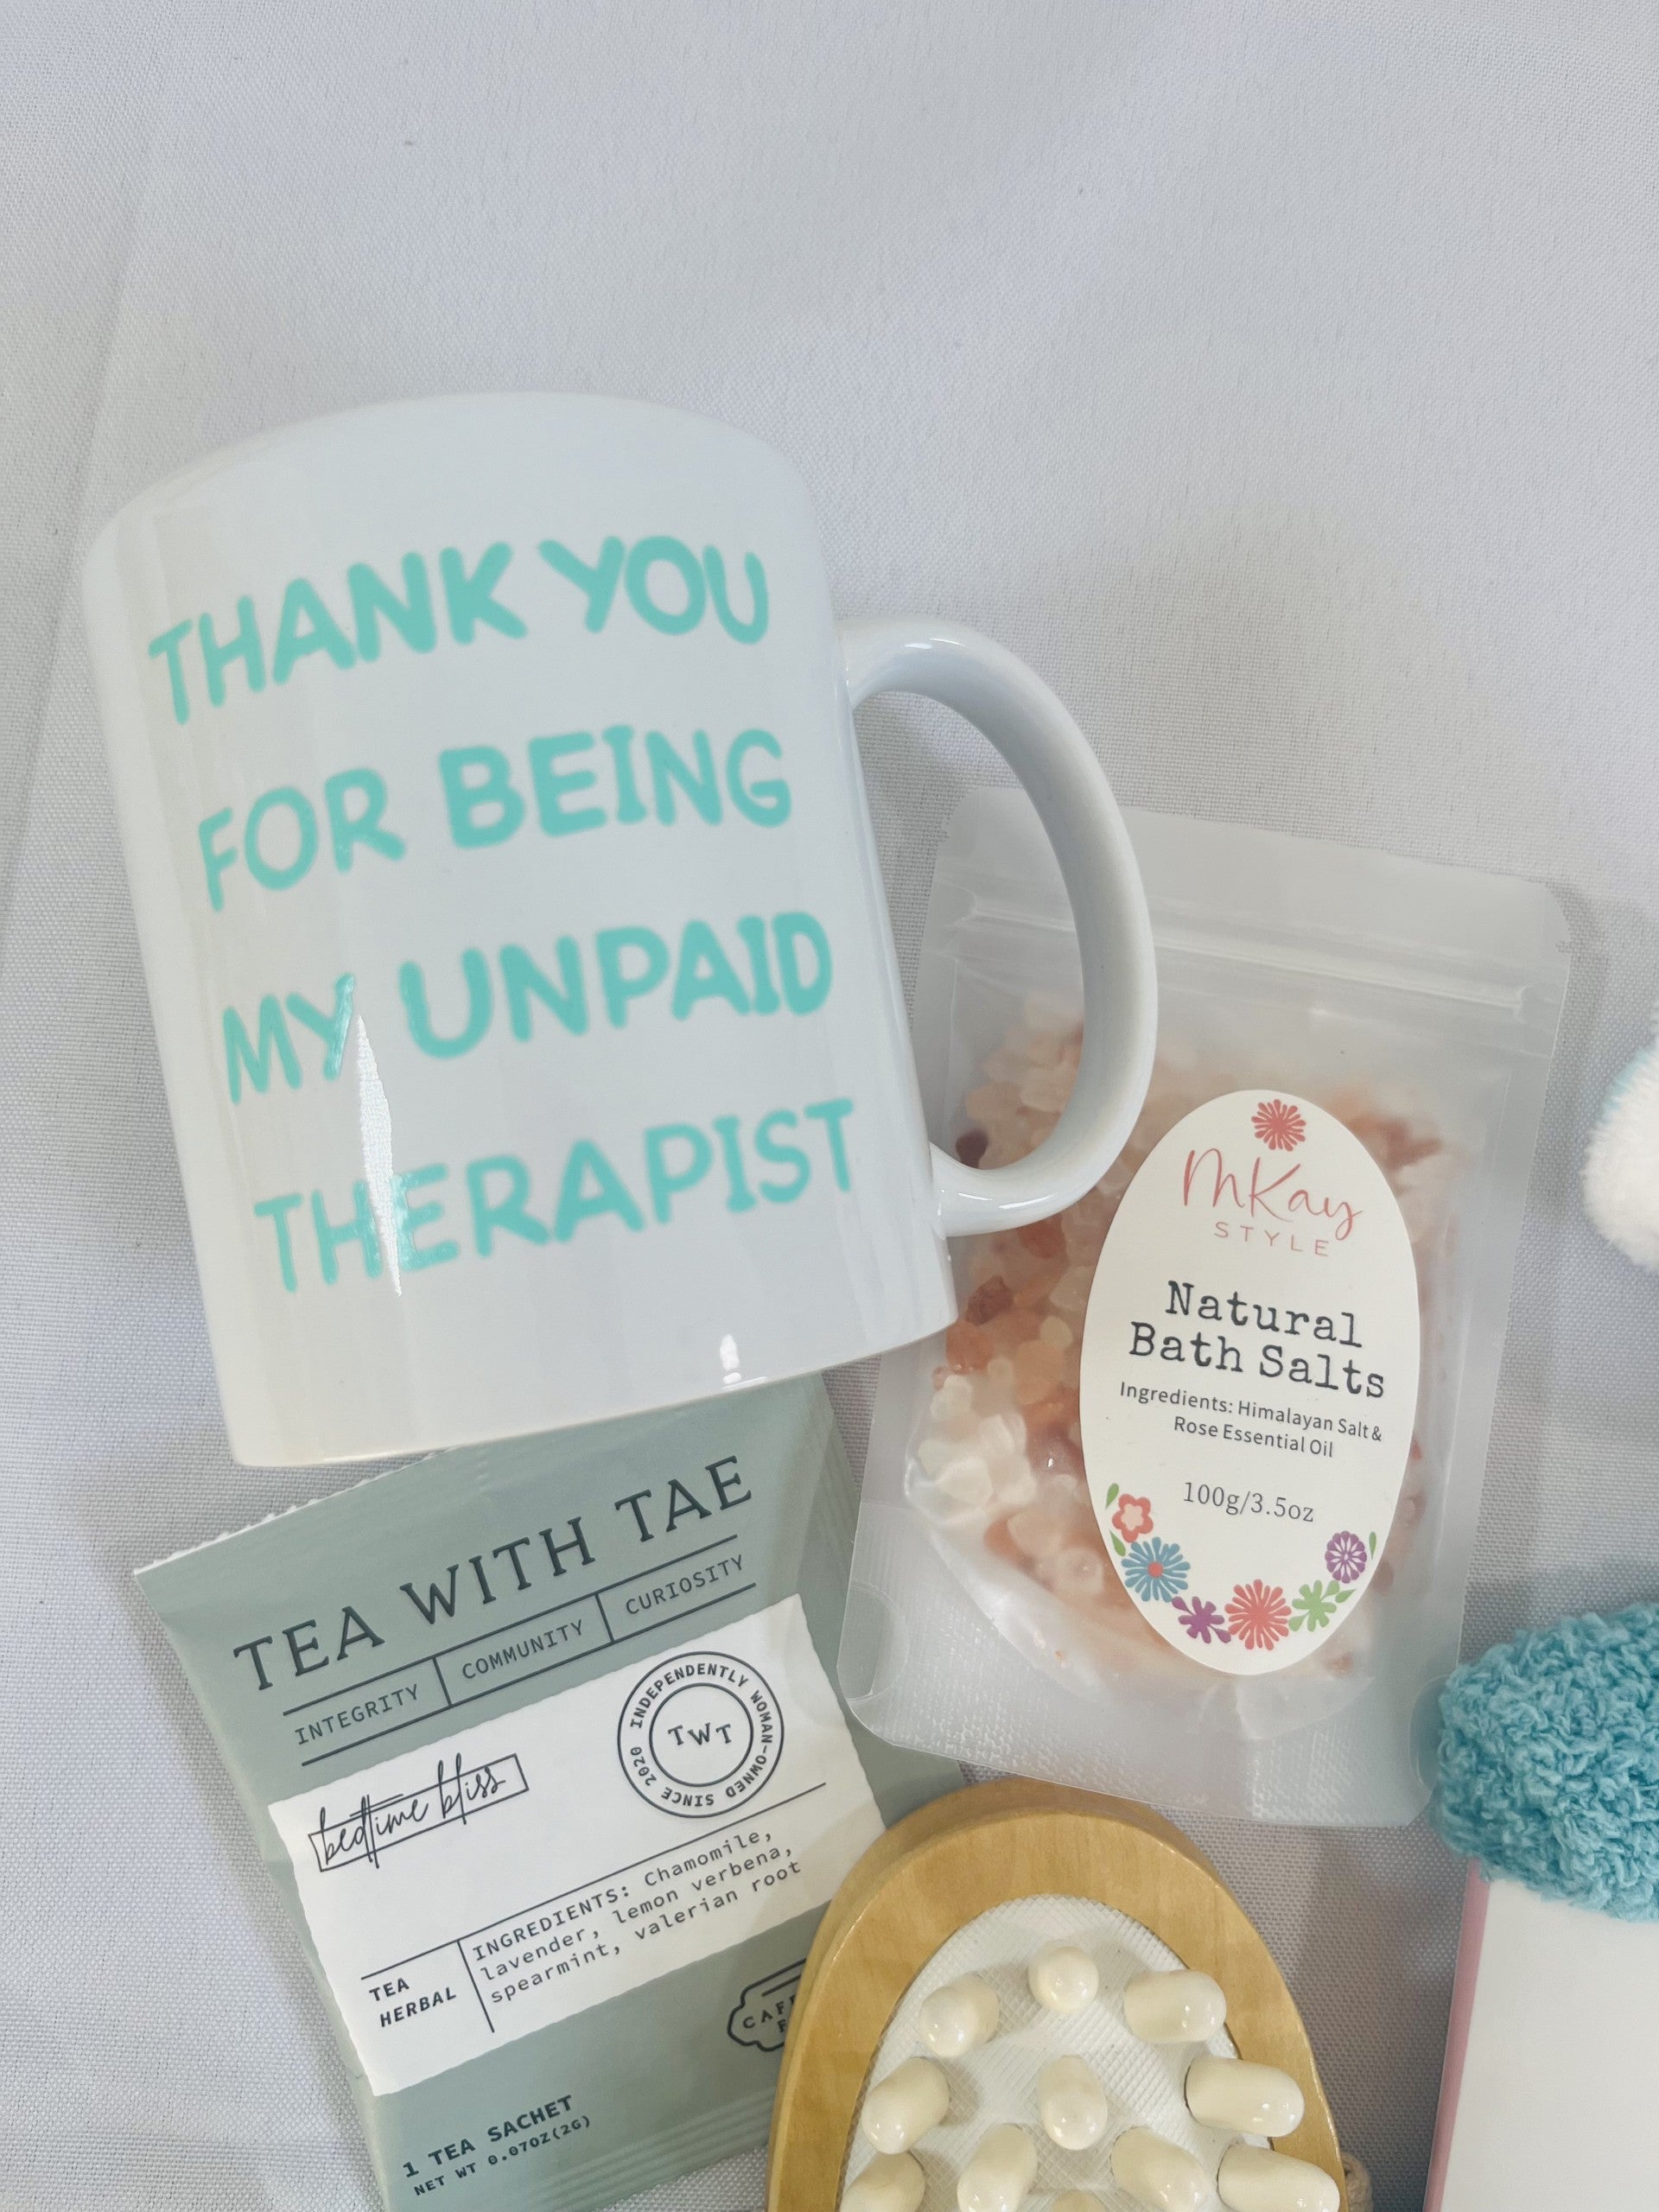 THANK YOU
FOR BEING
MY UNPAID
THERAPIST
MKay
STYLE
Natural
Bath Salts
Ingredients: Himalayan Salt &
Rose Essential Oil
100g/3.5oz
TEA WITH TAE
INTEGRITY COMMUNITY CURIOSITY
bedtime bliss
INDEPENDENTLY WOMAN-OWNED SINCE 2020
TWT
INGREDIENTS: Chamomile,
lavender, lemon verbena,
spearmint, valerian root
TEA
HERBAL
1 TEA SACHET
NET WT 0.07OZ(2G)